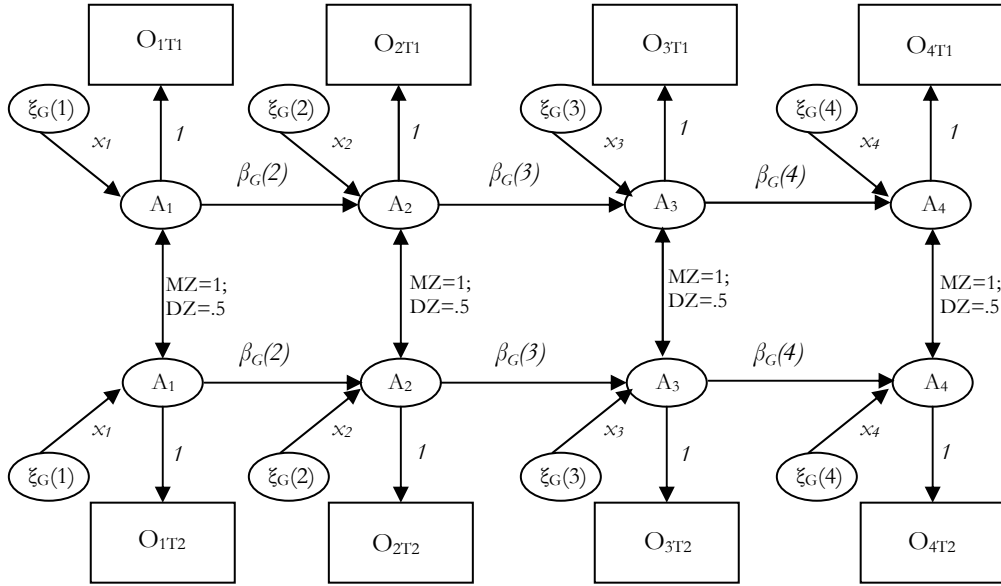 O1T1 O2T1 O3T1 O4T1
ξG(1) ξG(2) ξG(3) ξG(4)
x1 1 x2 1 x3 1 x4 1
βG(2) βG(3) βG(4)
A1 A2 A3 A4
MZ=1; MZ=1; MZ=1; MZ=1;
DZ=.5 DZ=.5 DZ=.5 DZ=.5
βG(2) βG(3) βG(4)
A1 A2 A3 A4
x1 1 x2 1 x3 1 x4 1
ξG(1) ξG(2) ξG(3) ξG(4)
O1T2 O2T2 O3T2 O4T2